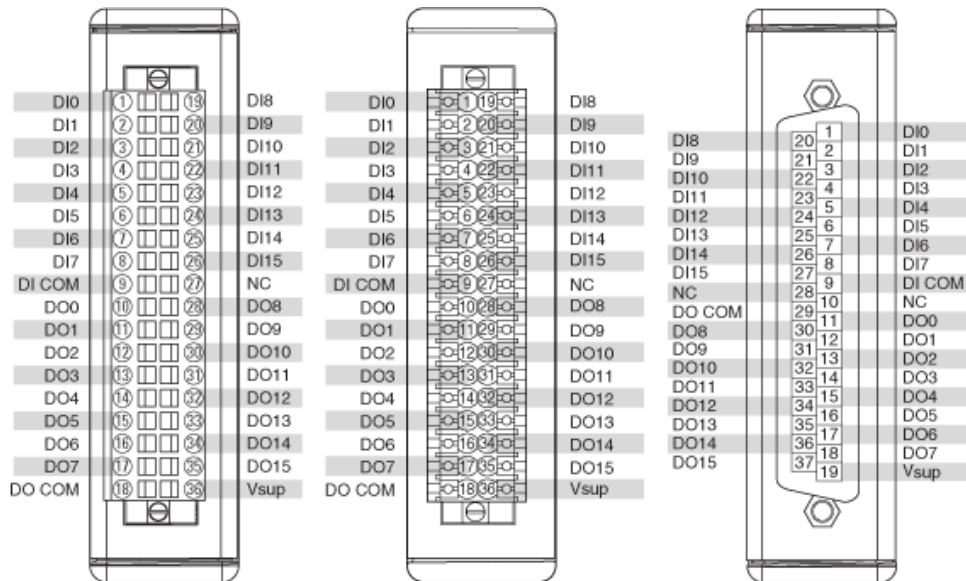 DI0 1 19 DI8
DI1 2 20 DI9
DI2 3 21 DI10
DI3 4 22 DI11
DI4 5 23 DI12
DI5 6 24 DI13
DI6 7 25 DI14
DI7 8 26 DI15
DI COM 9 27 NC
DO0 10 28 DO8
DO1 11 29 DO9
DO2 12 30 DO10
DO3 13 31 DO11
DO4 14 32 DO12
DO5 15 33 DO13
DO6 16 34 DO14
DO7 17 35 DO15
DO COM 18 36 Vsup
DI0 1 19 DI8
DI1 2 20 DI9
DI2 3 21 DI10
DI3 4 22 DI11
DI4 5 23 DI12
DI5 6 24 DI13
DI6 7 25 DI14
DI7 8 26 DI15
DI COM 9 27 NC
DO0 10 28 DO8
DO1 11 29 DO9
DO2 12 30 DO10
DO3 13 31 DO11
DO4 14 32 DO12
DO5 15 33 DO13
DO6 16 34 DO14
DO7 17 35 DO15
DO COM 18 36 Vsup
1 DI0
DI8 20
2 DI1
DI9 21
3 DI2
DI10 22
4 DI3
DI11 23
5 DI4
DI12 24
6 DI5
DI13 25
7 DI6
DI14 26
8 DI7
DI15 27
9 DI COM
NC 28
10 NC
DO COM 29
11 DO0
DO8 30
12 DO1
DO9 31
13 DO2
DO10 32
14 DO3
DO11 33
15 DO4
DO12 34
16 DO5
DO13 35
17 DO6
DO14 36
18 DO7
DO15 37
19 Vsup